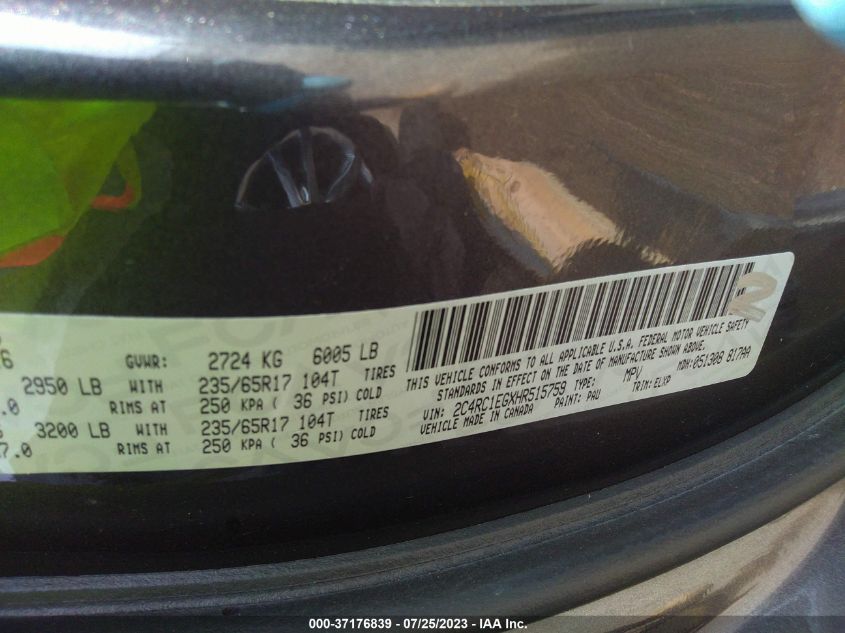 6
GVWR: 2724 KG 6005 LB
2950 LB WITH 235/65R17 104T TIRES
.0 RIMS AT 250 KPA ( 36 PSI) COLD
3200 LB WITH 235/65R17 104T TIRES
7.0 RIMS AT 250 KPA ( 36 PSI) COLD
THIS VEHICLE CONFORMS TO ALL APPLICABLE U.S.A. FEDERAL MOTOR VEHICLE SAFETY
STANDARDS IN EFFECT ON THE DATE OF MANUFACTURE SHOWN ABOVE.
VIN: 2C4RC1EGXHR515759 TYPE: MPV MDH: 051308 817AA
VEHICLE MADE IN CANADA PAINT: PAU TRIM: ELXP
2
000-37176839 - 07/25/2023 - IAA Inc.